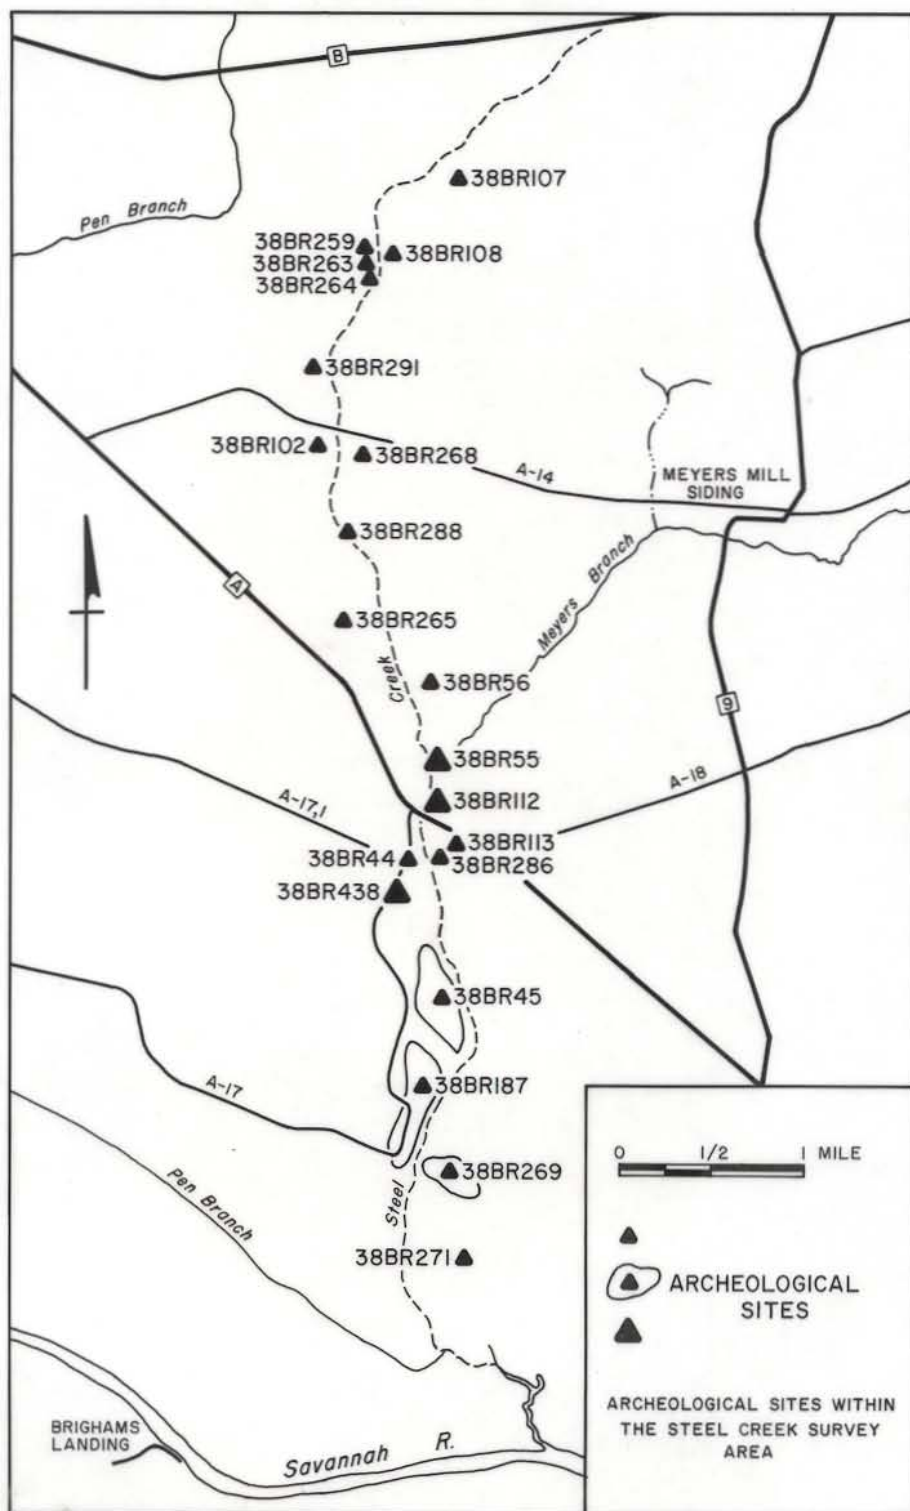 B
38BR107
Pen Branch
38BR259
38BR108
38BR263
38BR264
38BR291
38BR102
38BR268
A-14
MEYERS MILL
SIDING
38BR288
A
Meyers Branch
38BR265
Creek
38BR56
9
38BR55
A-18
A-17,1
38BR112
38BR113
38BR44
38BR286
38BR438
38BR45
A-17
38BR187
0 1/2 1 MILE
38BR269
Pen Branch
Steel
38BR271
ARCHEOLOGICAL
SITES
ARCHEOLOGICAL SITES WITHIN
THE STEEL CREEK SURVEY
AREA
BRIGHAMS
LANDING
Savannah R.